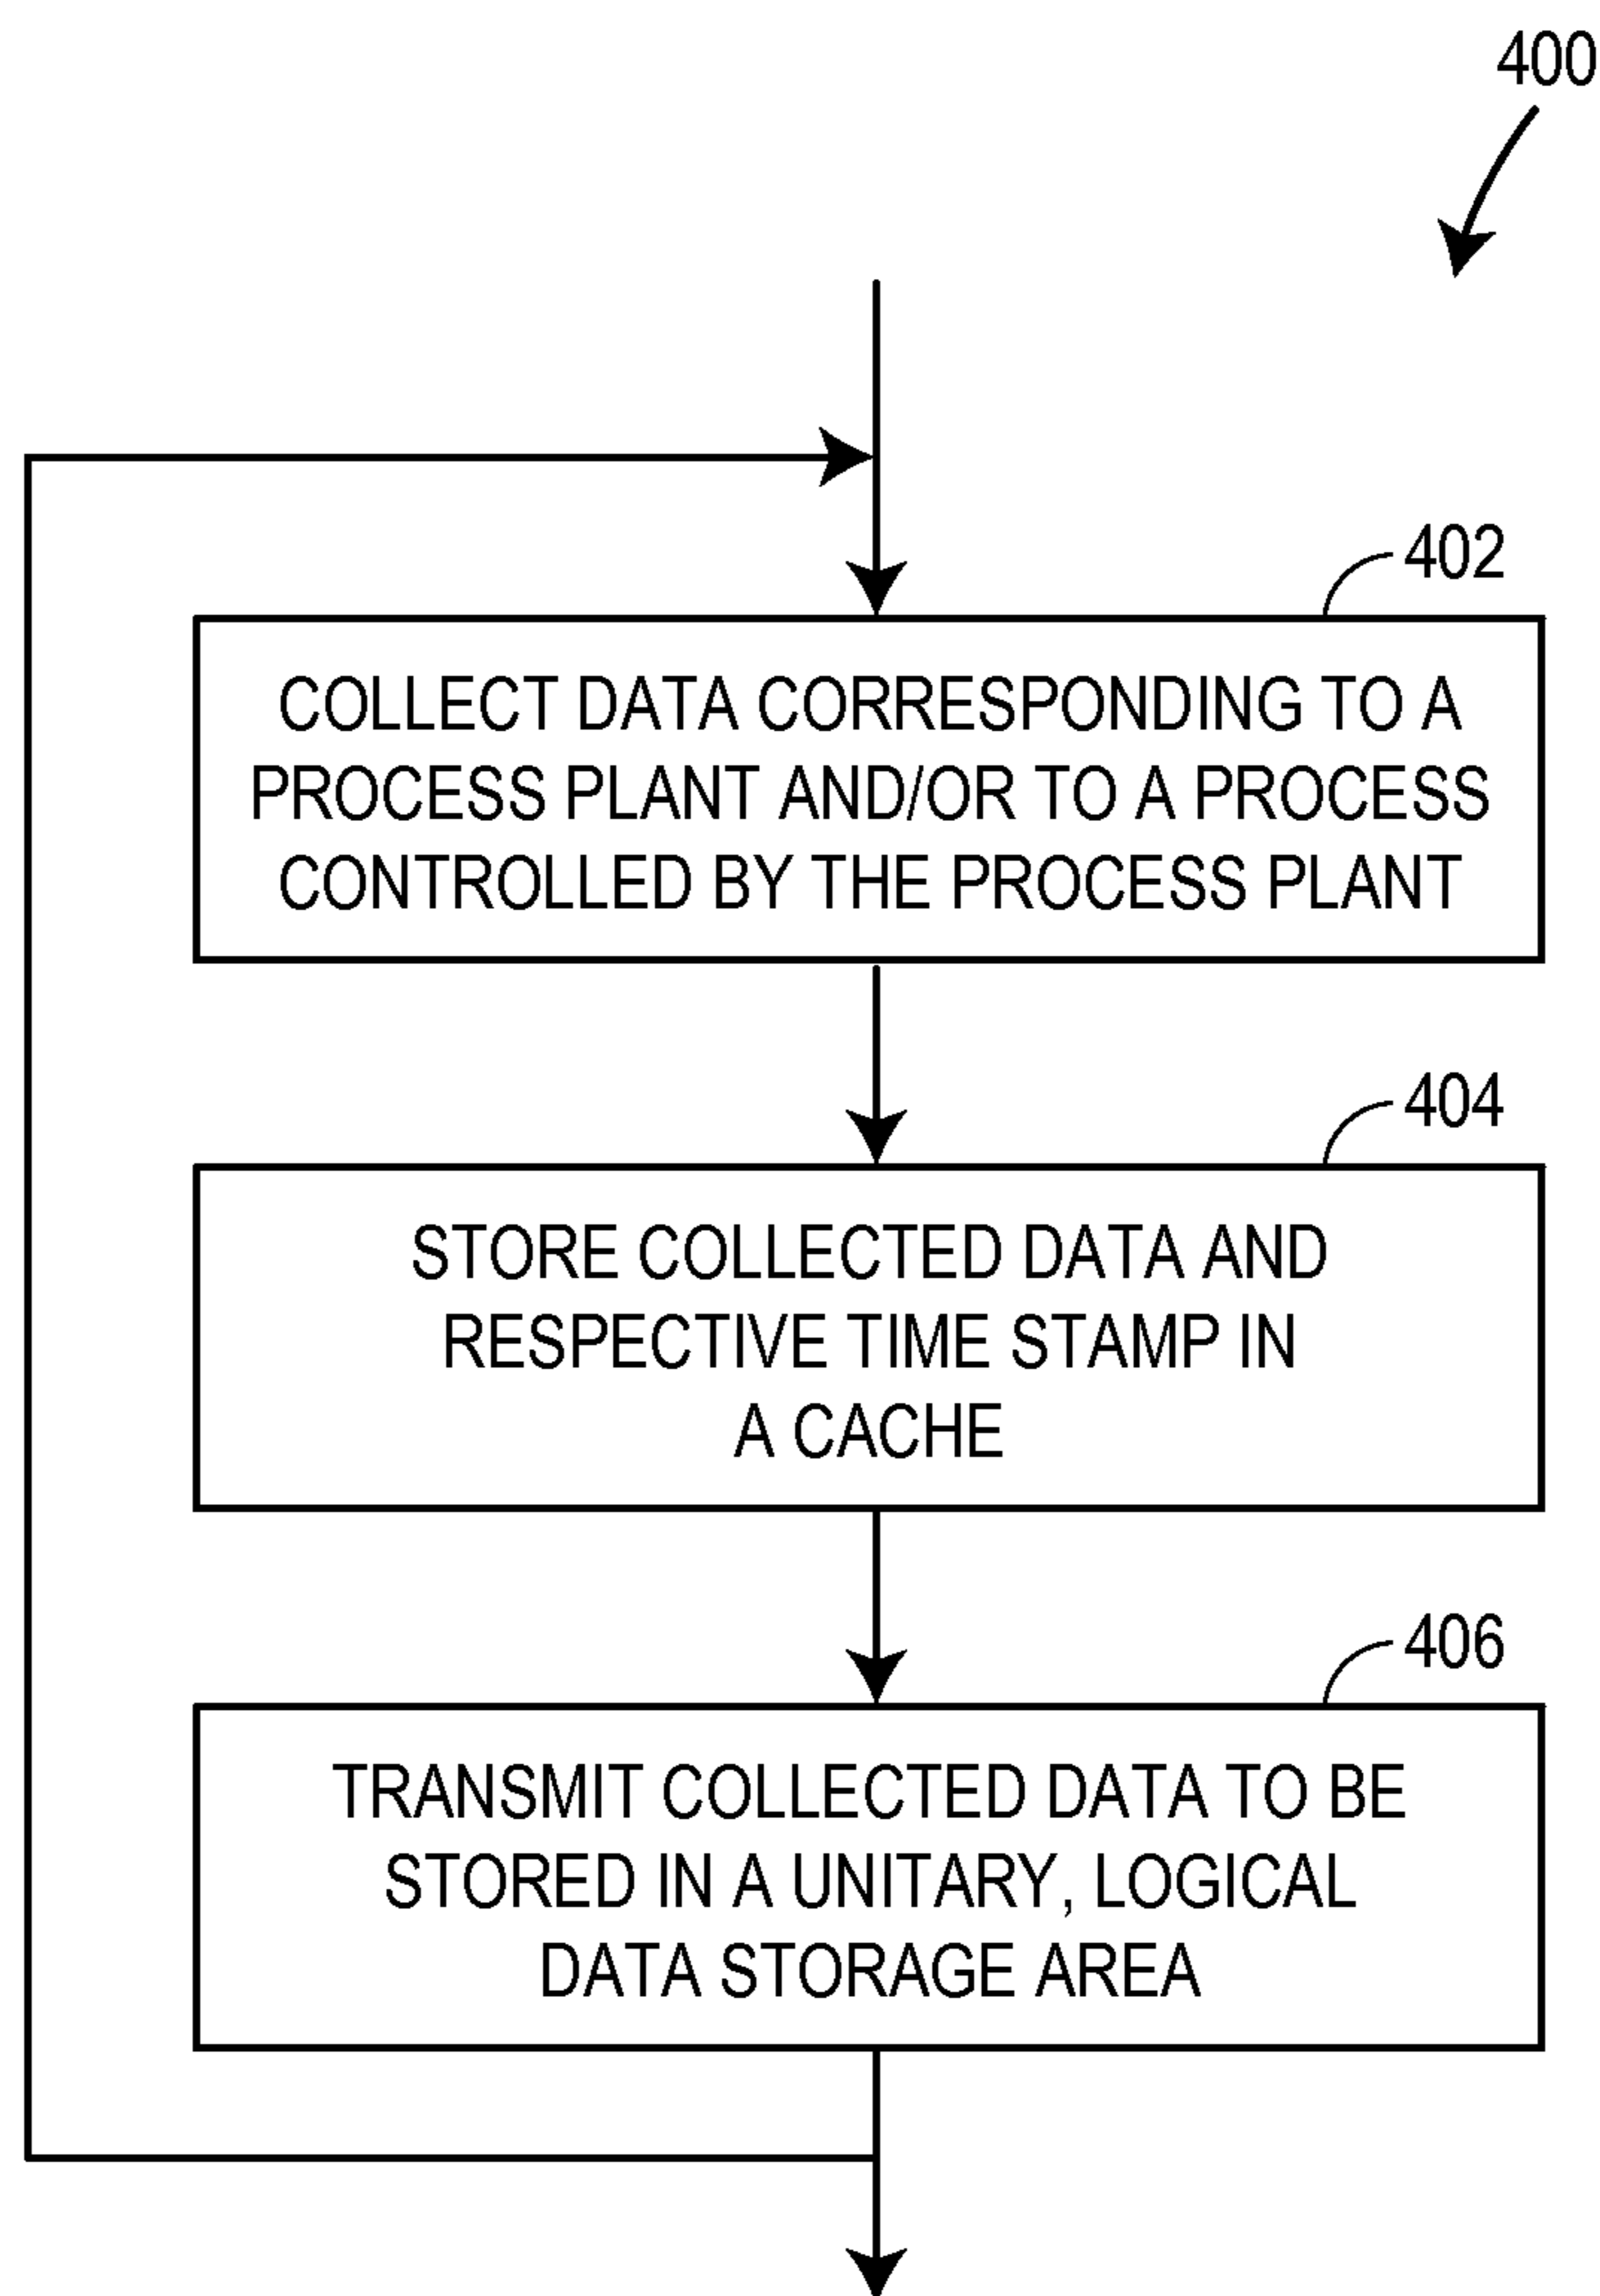 400
402
COLLECT DATA CORRESPONDING TO A
PROCESS PLANT AND/OR TO A PROCESS
CONTROLLED BY THE PROCESS PLANT
404
STORE COLLECTED DATA AND
RESPECTIVE TIME STAMP IN
A CACHE
406
TRANSMIT COLLECTED DATA TO BE
STORED IN A UNITARY, LOGICAL
DATA STORAGE AREA